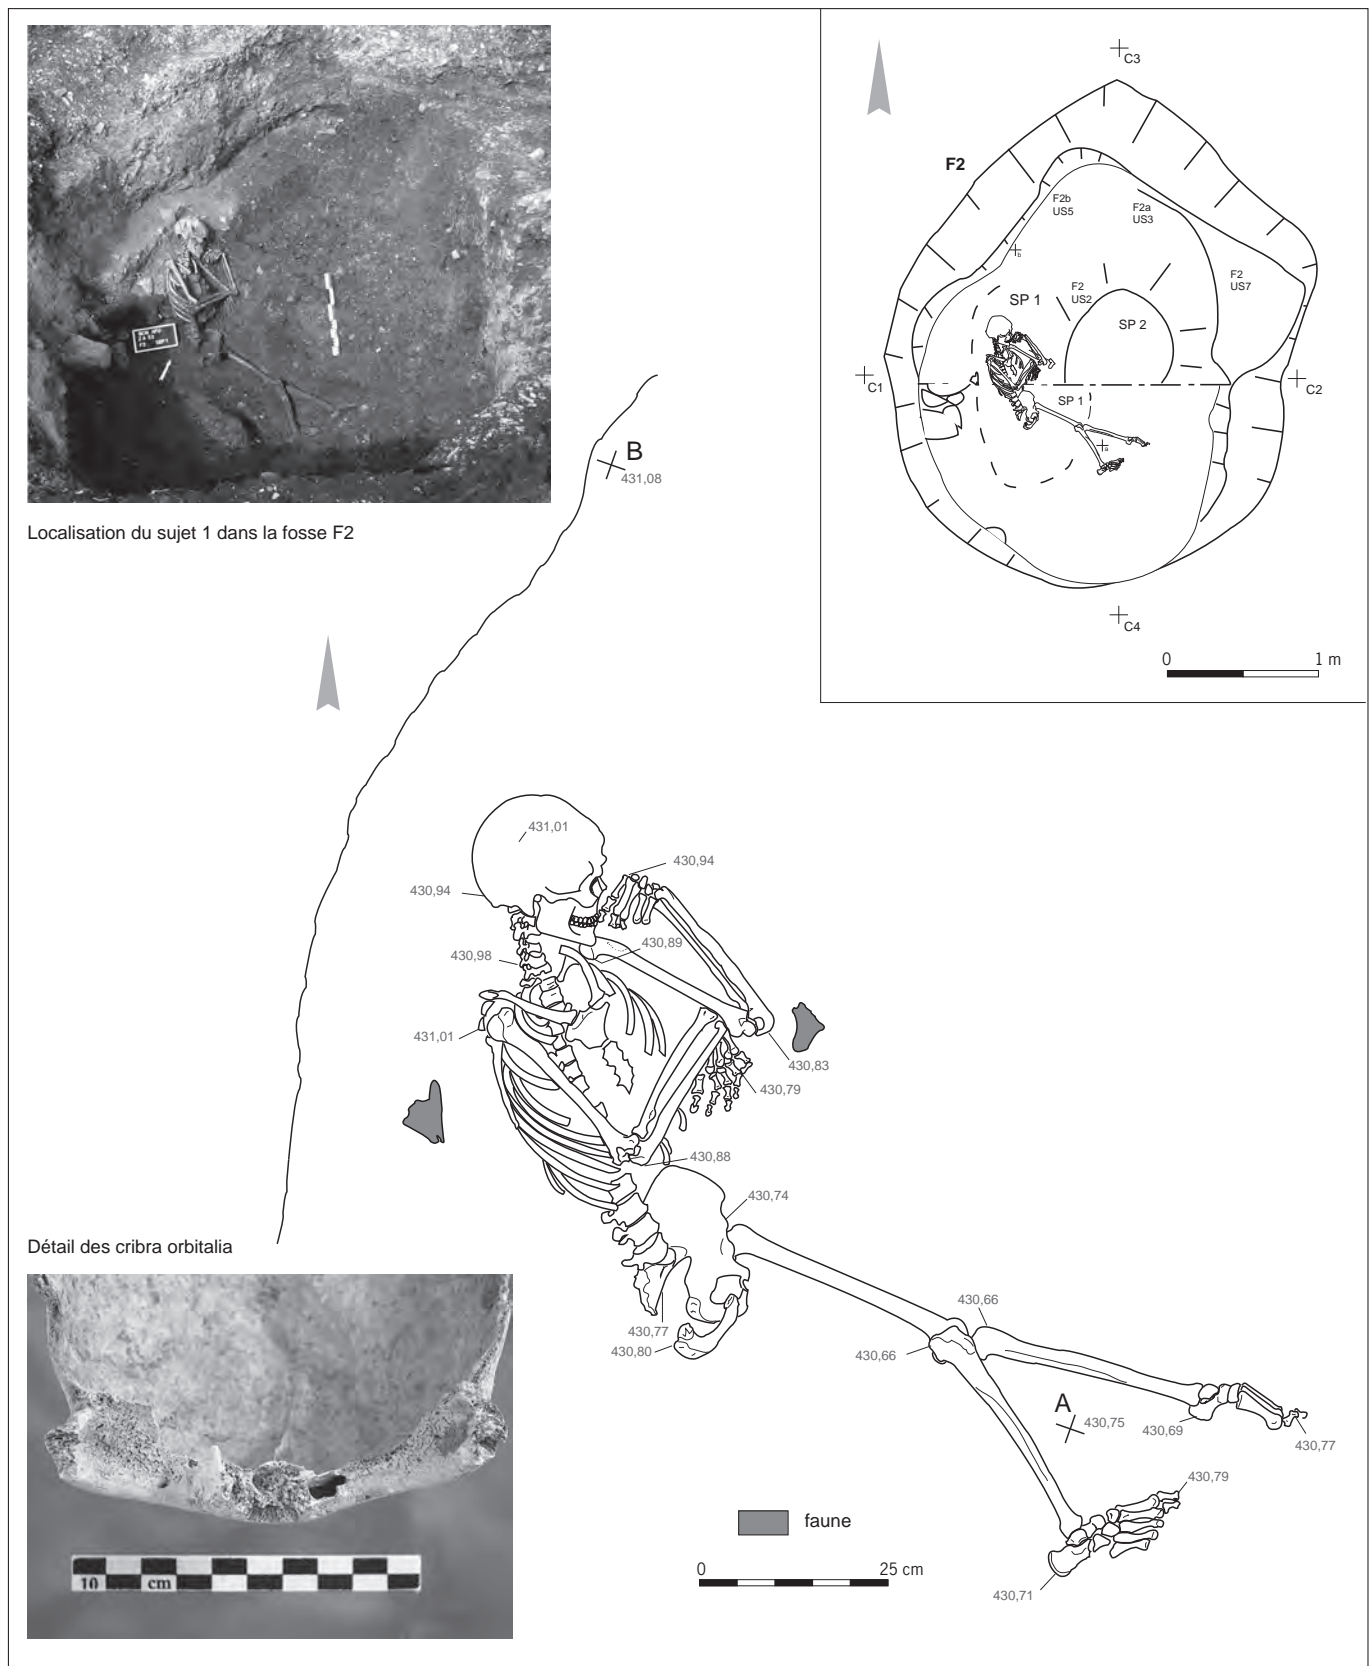 Localisation du sujet 1 dans la fosse F2
C3
F2
F2b
US5
F2a
US3
b
F2
US7
SP 1
F2
US2
SP 2
C1
C2
SP 1
a
C4
0 1 m
B
431,08
431,01
430,94
430,94
430,89
430,98
431,01
430,83
430,79
430,88
430,74
430,77
430,80
430,66
430,66
A
430,75
430,69
430,77
430,79
430,71
Détail des cribra orbitalia
10 cm
faune
0 25 cm